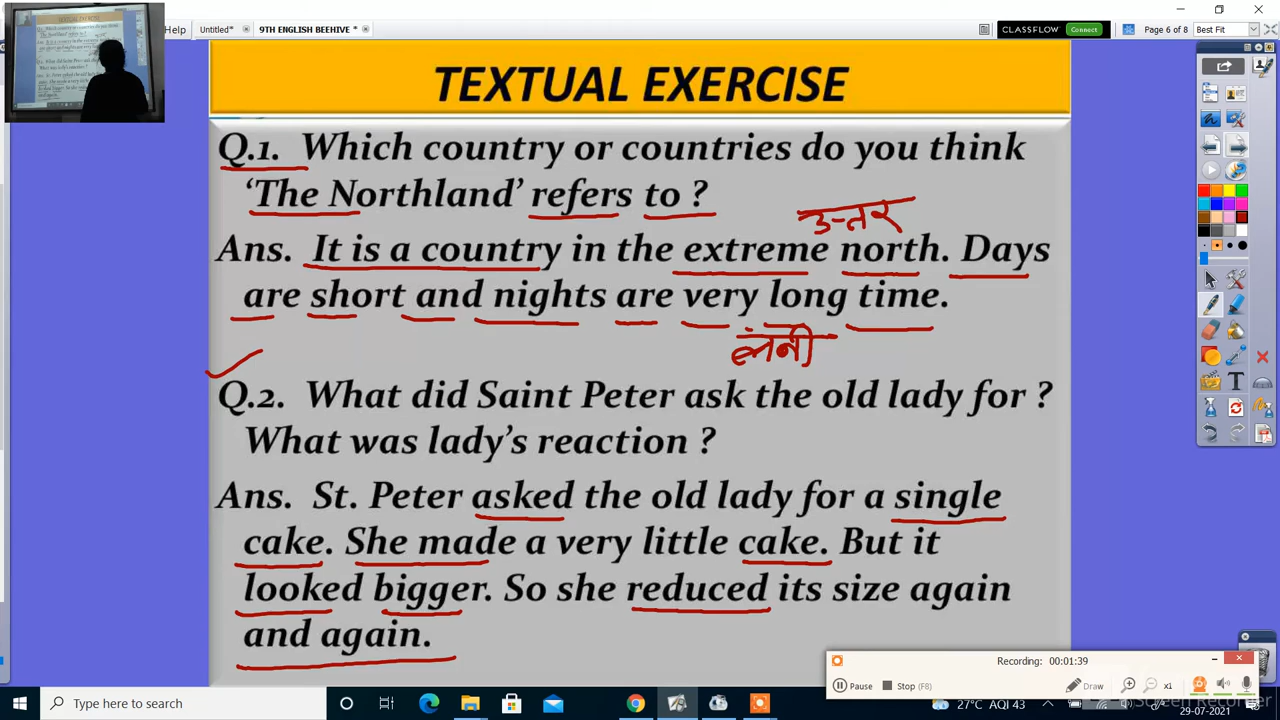 Help
Untitled*
9TH ENGLISH BEEHIVE *
CLASSFLOW
Connect
Page 6 of 8
Best Fit
TEXTUAL EXERCISE
Q.1. Which country or countries do you think
‘The Northland’ refers to ?
उत्तर
Ans. It is a country in the extreme north. Days
are short and nights are very long time.
लंबी
Q.2. What did Saint Peter ask the old lady for ?
What was lady’s reaction ?
Ans. St. Peter asked the old lady for a single
cake. She made a very little cake. But it
looked bigger. So she reduced its size again
and again.
Recording: 00:01:39
Pause
Stop (F8)
x1
Draw
Type here to search
27°C AQI 43
Screen Recorder
29-07-2021